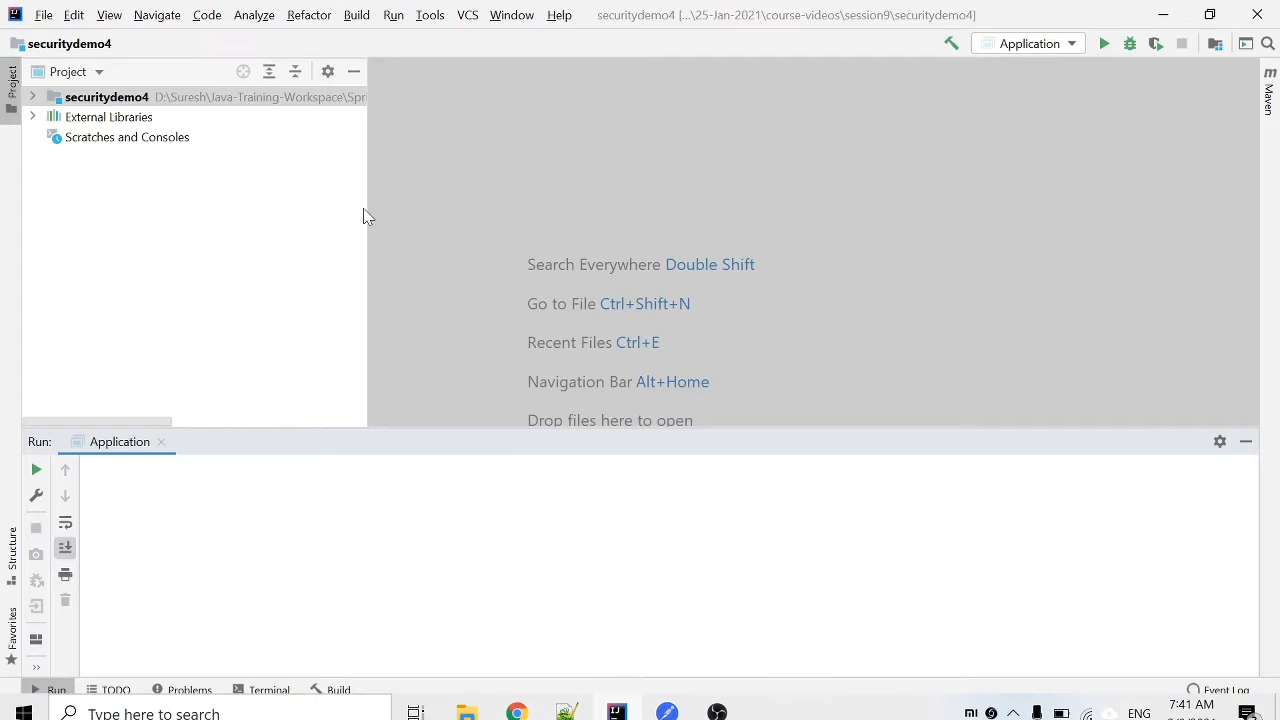 File Edit View Navigate Code Analyze Refactor Build Run Tools VCS Window Help securitydemo4 [...\25-Jan-2021\course-videos\sessions\securitydemo4]
securitydemo4
Application
Project
Project
securitydemo4 D:\Suresh\Java-Training-Workspace\Spri
External Libraries
Scratches and Consoles
Maven
Search Everywhere Double Shift
Go to File Ctrl+Shift+N
Recent Files Ctrl+E
Navigation Bar Alt+Home
Drop files here to open
Run: Application
Structure
Favorites
Run TODO Problems Terminal Build Event Log
Type here to search
ENG
7:41 AM